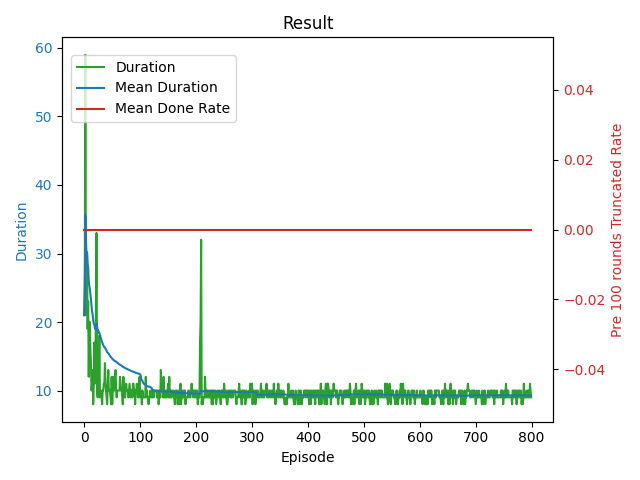 Result
Duration
Mean Duration
Mean Done Rate
60
50
40
30
20
10
Duration
0.04
0.02
0.00
−0.02
−0.04
Pre 100 rounds Truncated Rate
0 100 200 300 400 500 600 700 800
Episode